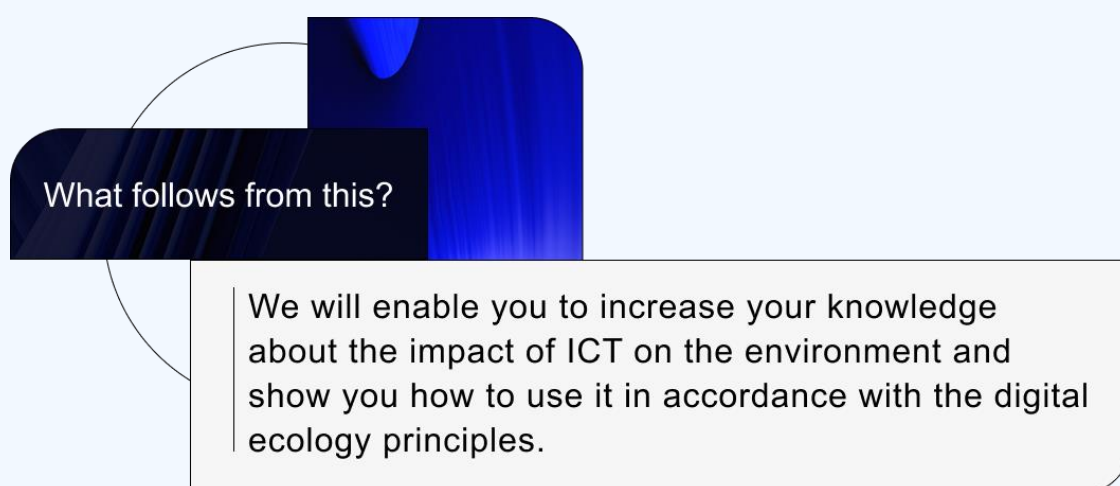 What follows from this?
We will enable you to increase your knowledge
about the impact of ICT on the environment and
show you how to use it in accordance with the digital
ecology principles.